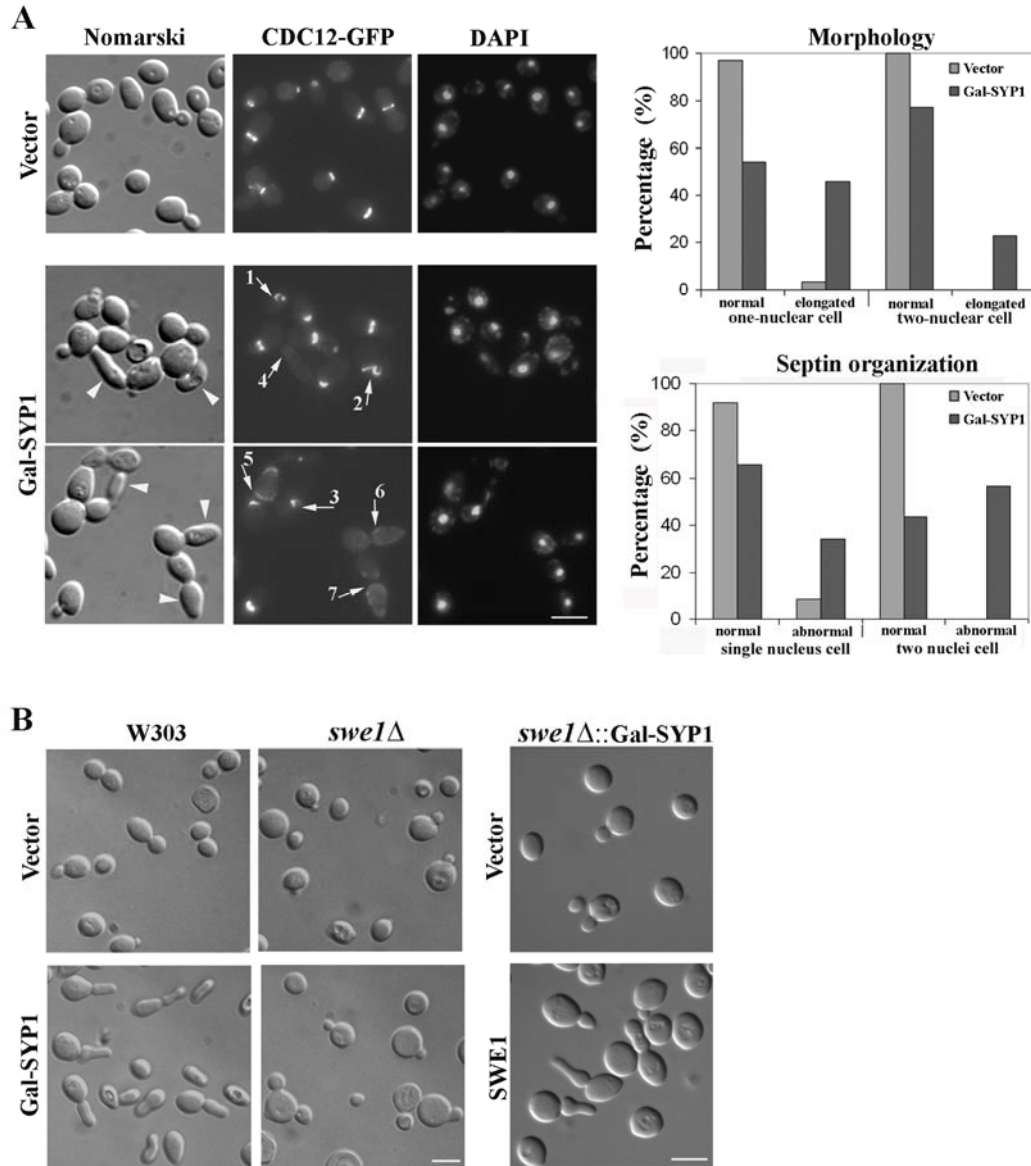 A
Nomarski
CDC12-GFP
DAPI
Vector
Gal-SYP1
1
4
2
5
3
6
7
Morphology
Percentage (%)
100
80
60
40
20
0
Vector
Gal-SYP1
normal elongated normal elongated
one-nuclear cell two-nuclear cell
Septin organization
Percentage (%)
100
80
60
40
20
0
Vector
Gal-SYP1
normal abnormal normal abnormal
single nucleus cell two nuclei cell
B
W303
swe1Δ
swe1Δ::Gal-SYP1
Vector
Vector
Gal-SYP1
SWE1